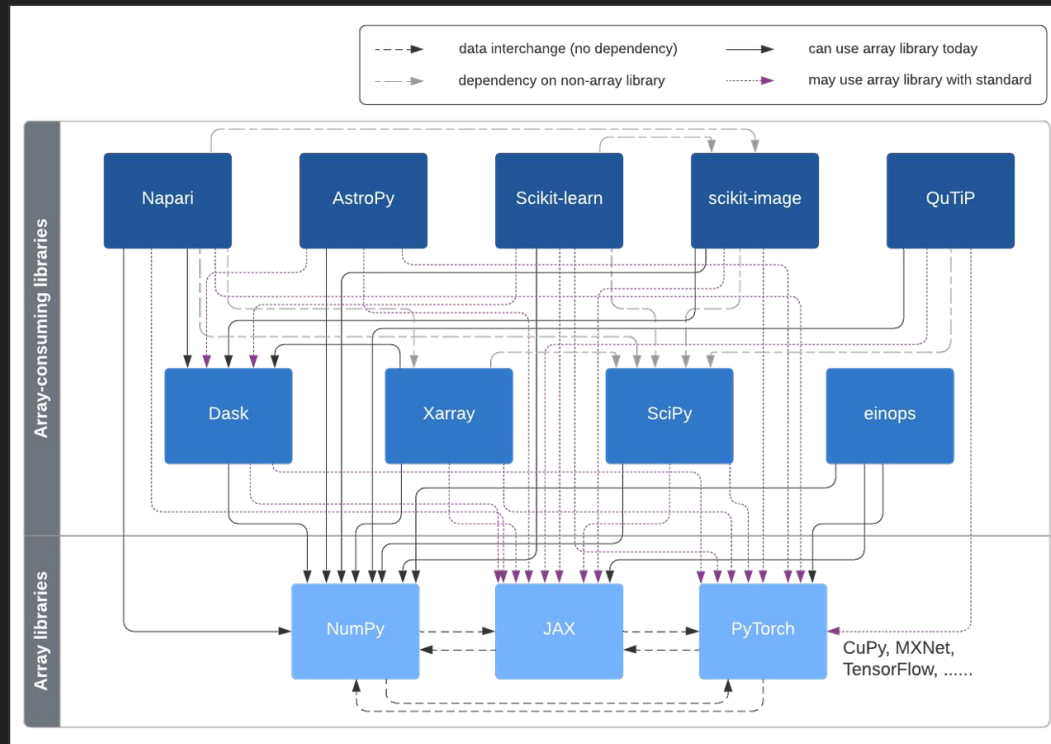 data interchange (no dependency)
can use array library today
dependency on non-array library
may use array library with standard
Array-consuming libraries
Napari
AstroPy
Scikit-learn
scikit-image
QuTiP
Dask
Xarray
SciPy
einops
Array libraries
NumPy
JAX
PyTorch
CuPy, MXNet,
TensorFlow, ......